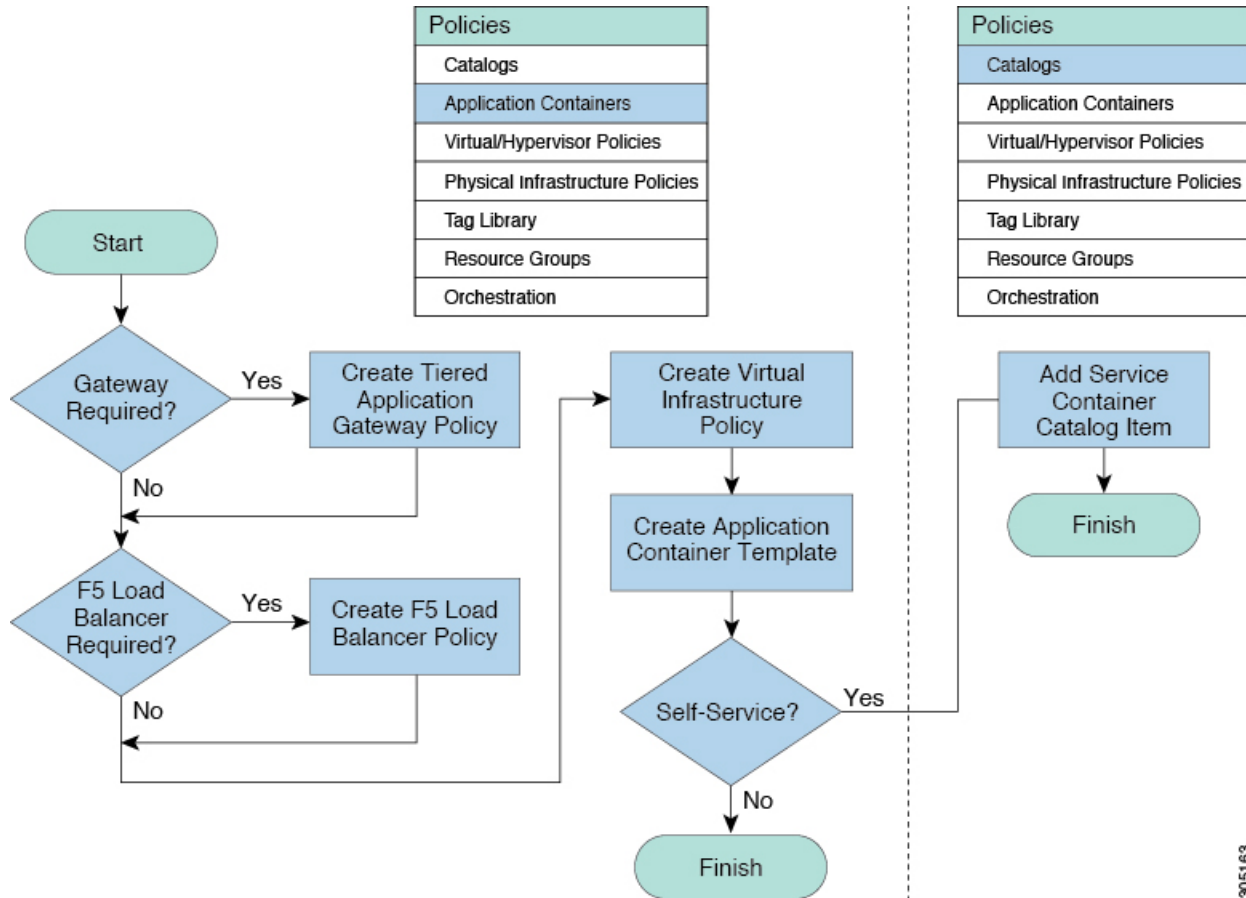 Policies
Catalogs
Application Containers
Virtual/Hypervisor Policies
Physical Infrastructure Policies
Tag Library
Resource Groups
Orchestration
Policies
Catalogs
Application Containers
Virtual/Hypervisor Policies
Physical Infrastructure Policies
Tag Library
Resource Groups
Orchestration
Start
Gateway
Required?
Yes
Create Tiered
Application
Gateway Policy
No
F5 Load
Balancer
Required?
Yes
Create F5 Load
Balancer Policy
No
Create Virtual
Infrastructure
Policy
Create Application
Container Template
Self-Service?
Yes
No
Finish
Add Service
Container
Catalog Item
Finish
305163